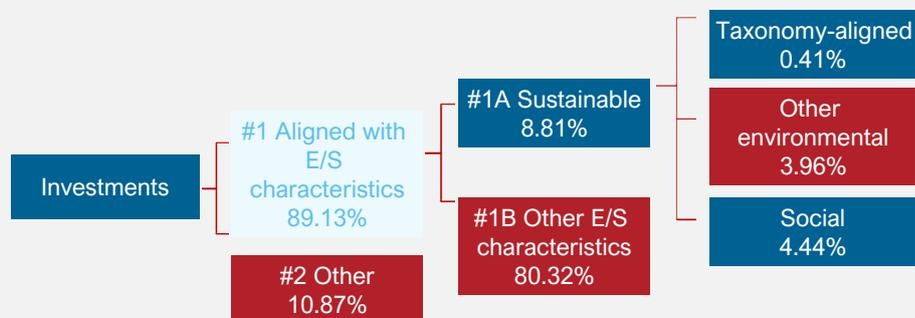 Investments
#1 Aligned with
E/S
characteristics
89.13%
#2 Other
10.87%
#1A Sustainable
8.81%
#1B Other E/S
characteristics
80.32%
Taxonomy-aligned
0.41%
Other
environmental
3.96%
Social
4.44%